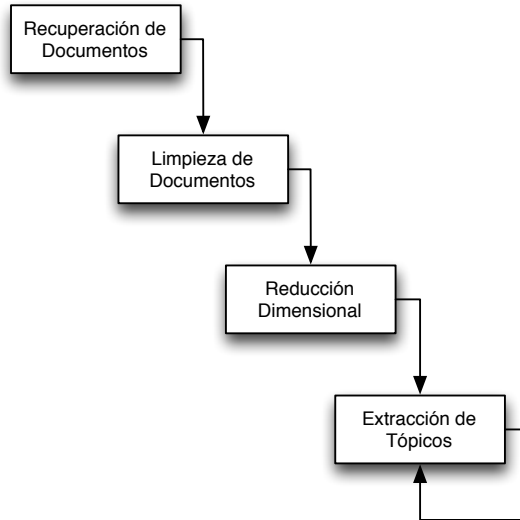 Recuperación de
Documentos
Limpieza de
Documentos
Reducción
Dimensional
Extracción de
Tópicos